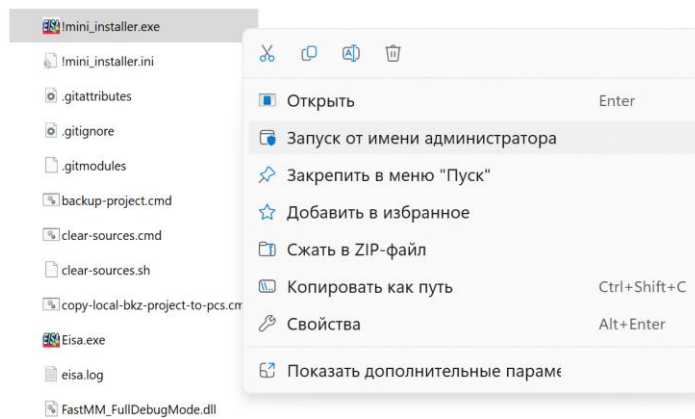 !mini_installer.exe
!mini_installer.ini
.gitattributes
.gitignore
.gitmodules
backup-project.cmd
clear-sources.cmd
clear-sources.sh
copy-local-bkz-project-to-pcs.cm
Eisa.exe
eisa.log
FastMM_FullDebugMode.dll
Открыть Enter
Запуск от имени администратора
Закрепить в меню "Пуск"
Добавить в избранное
Сжать в ZIP-файл
Копировать как путь Ctrl+Shift+C
Свойства Alt+Enter
Показать дополнительные параме